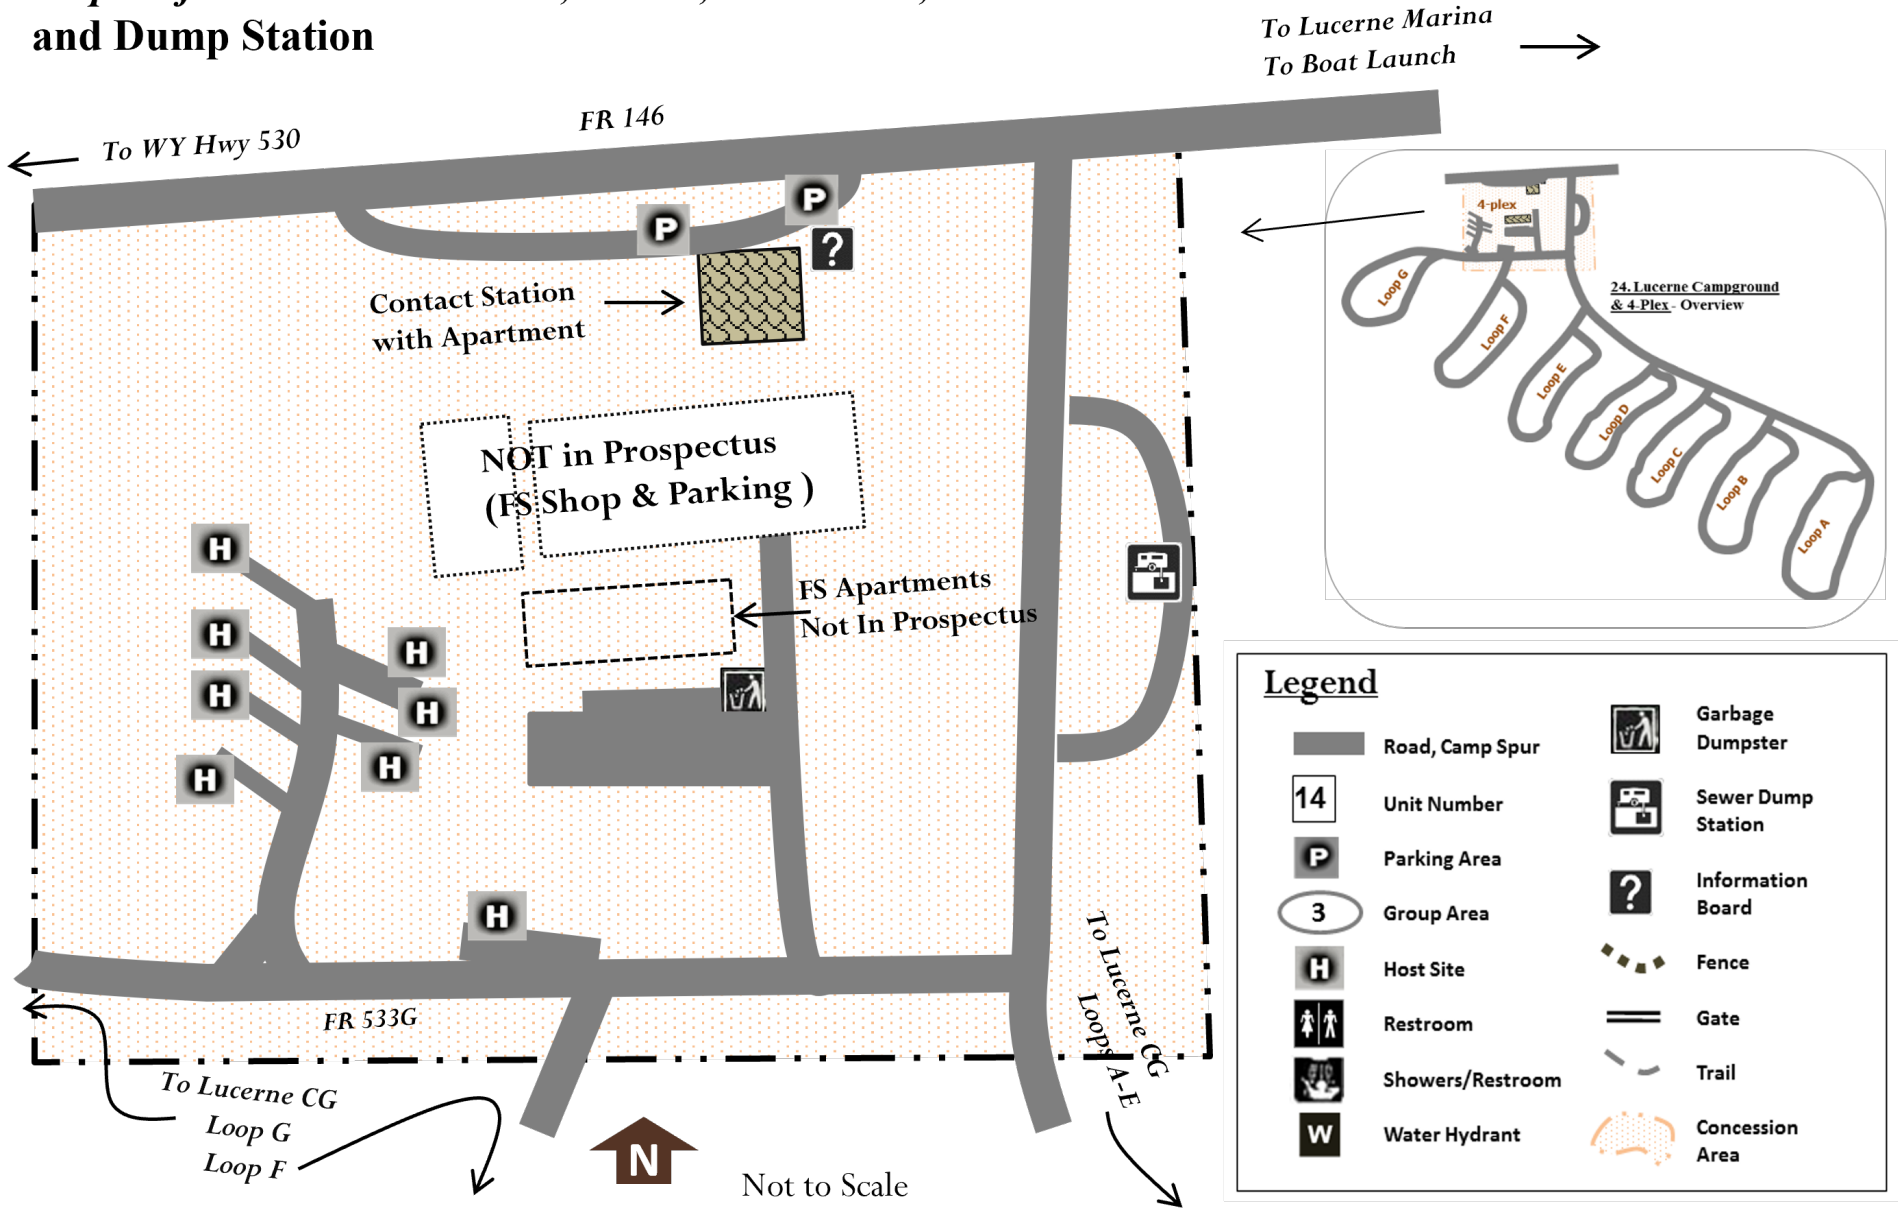 and Dump Station
To Lucerne Marina
To Boat Launch
FR 146
To WY Hwy 530
P
P
?
Contact Station
with Apartment
NOT in Prospectus
(FS Shop & Parking )
FS Apartments
Not In Prospectus
H
H
H
H
H
H
H
H
FR 533G
To Lucerne CG
Loops A-E
To Lucerne CG
Loop G
Loop F
N
Not to Scale
4-plex
24. Lucerne Campground
& 4-Plex - Overview
Loop G
Loop F
Loop E
Loop D
Loop C
Loop B
Loop A
Legend
Road, Camp Spur
14
Unit Number
P
Parking Area
3
Group Area
H
Host Site
Restroom
Showers/Restroom
W
Water Hydrant
Garbage
Dumpster
Sewer Dump
Station
?
Information
Board
Fence
Gate
Trail
Concession
Area